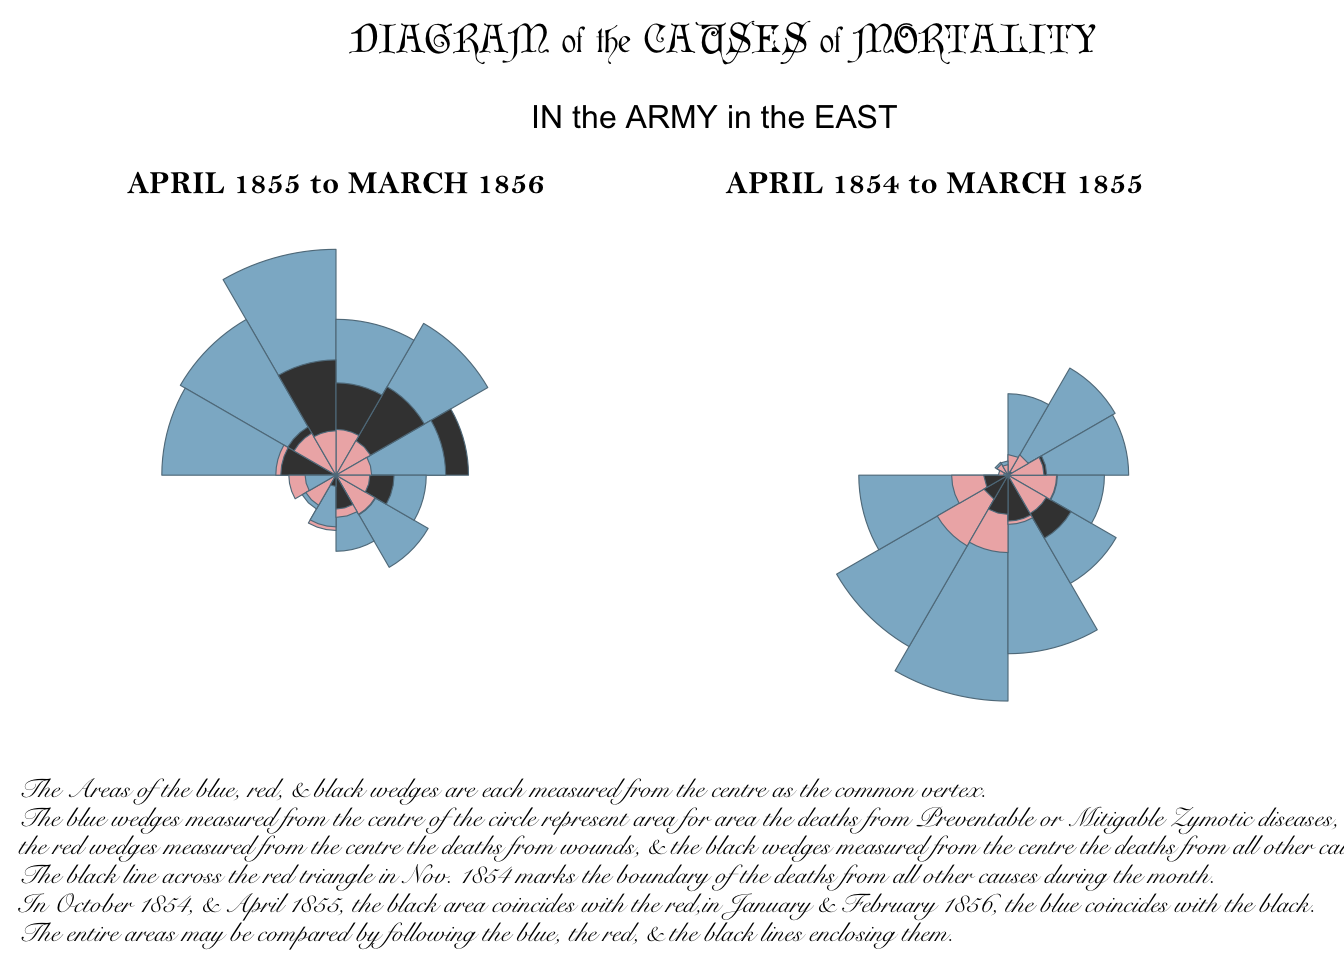 DIAGRAM of the CAUSES of MORTALITY
IN the ARMY in the EAST
APRIL 1855 to MARCH 1856
APRIL 1854 to MARCH 1855
The Areas of the blue, red, & black wedges are each measured from the centre as the common vertex.
The blue wedges measured from the centre of the circle represent area for area the deaths from Preventable or Mitigable Zymotic diseases,
the red wedges measured from the centre the deaths from wounds, & the black wedges measured from the centre the deaths from all other
The black line across the red triangle in Nov. 1854 marks the boundary of the deaths from all other causes during the month.
In October 1854, & April 1855, the black area coincides with the red,in January & February 1856, the blue coincides with the black.
The entire areas may be compared by following the blue, the red, & the black lines enclosing them.